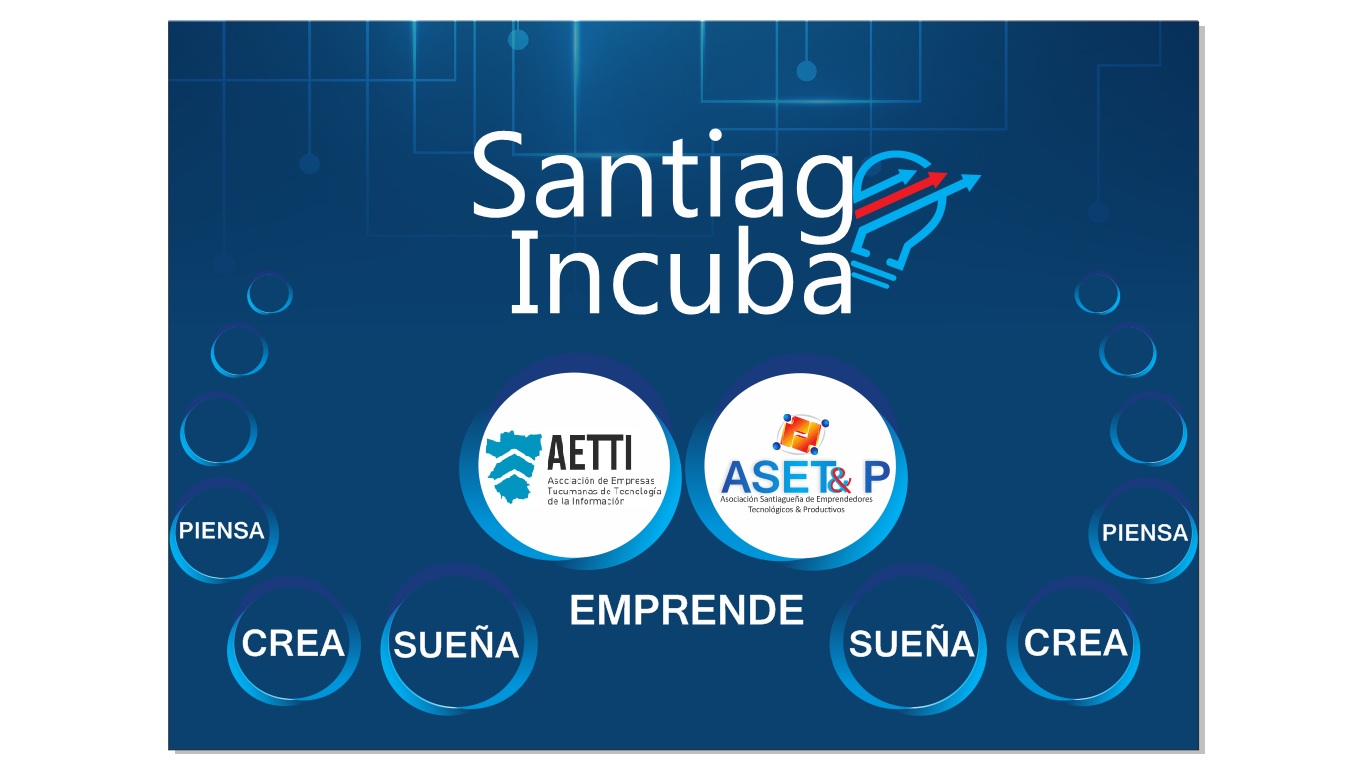 Santiag
Incuba
AETTI
Asociación de Empresas
Tucumanas de Tecnología
de la Información
ASET& P
Asociación Santiagueña de Emprendedores
Tecnológicos & Productivos
PIENSA
PIENSA
EMPRENDE
CREA
SUEÑA
SUEÑA
CREA